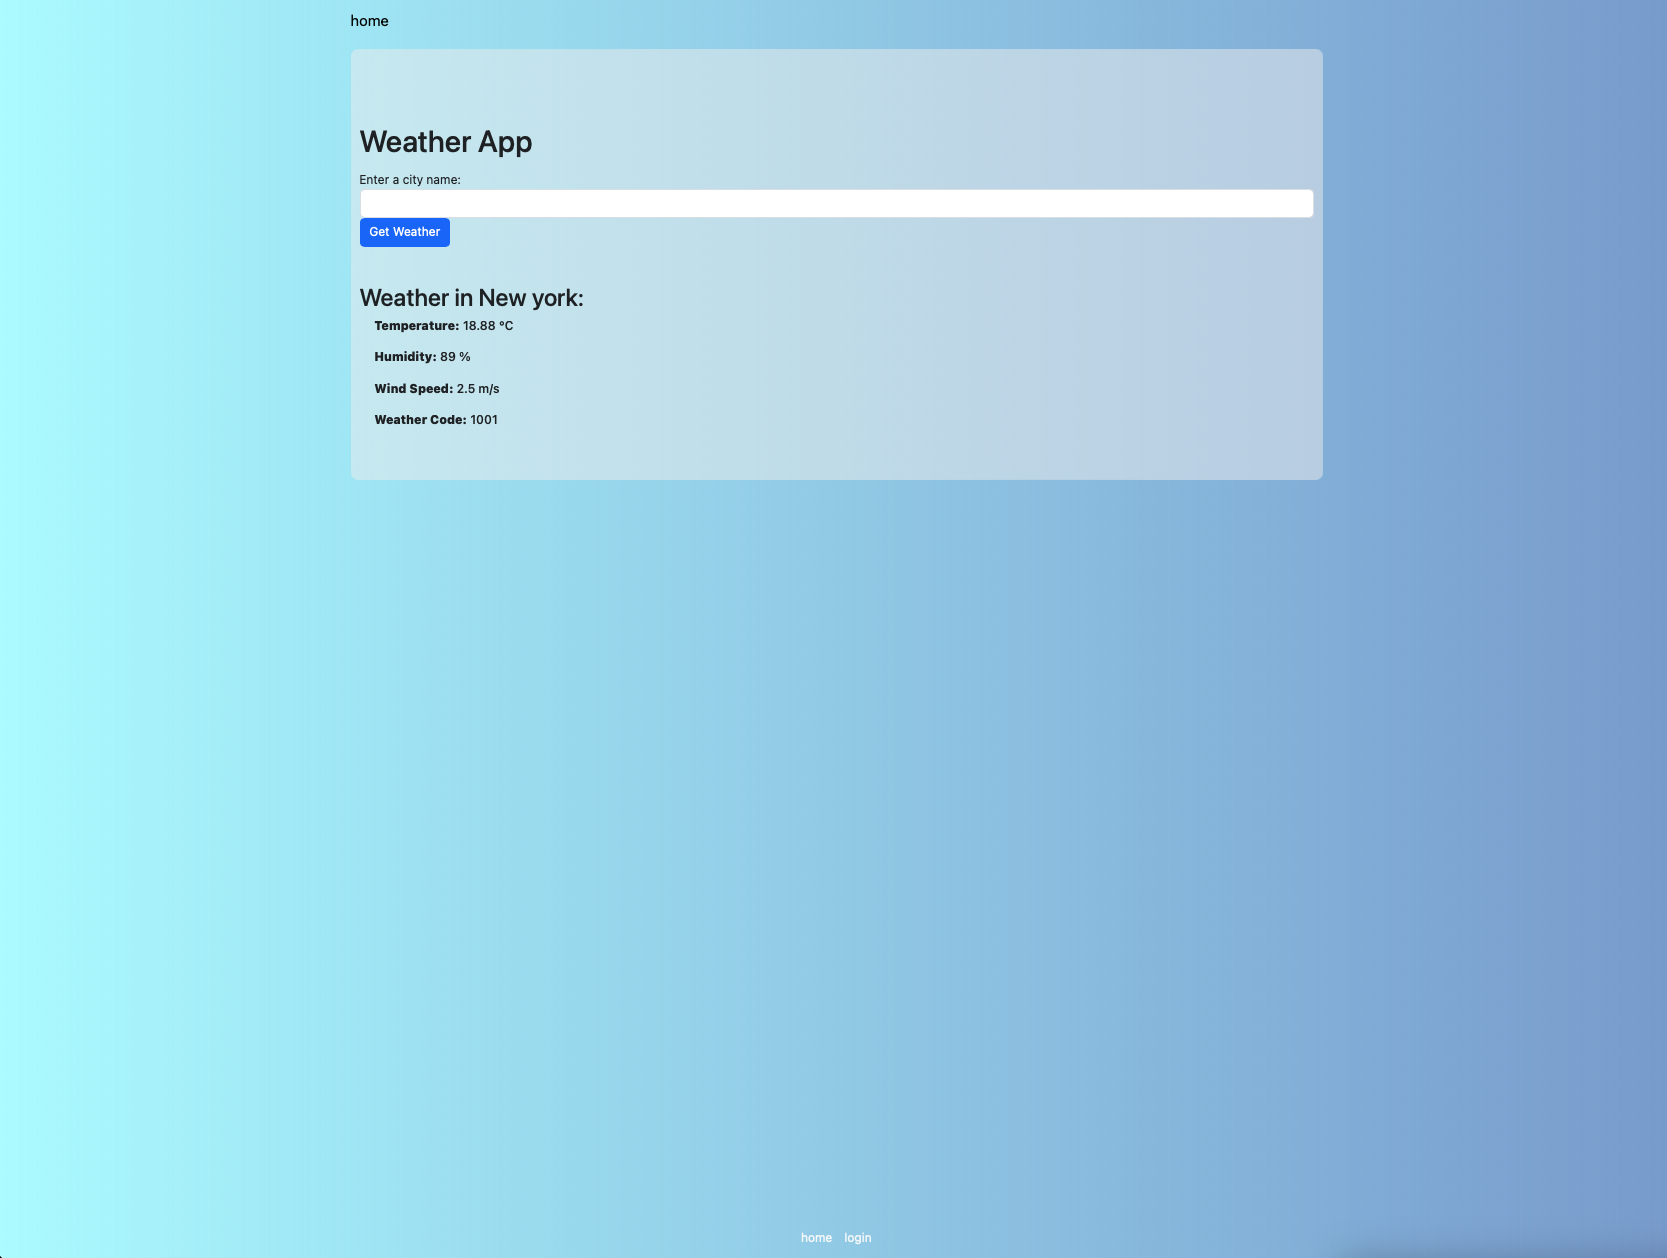 home
Weather App
Enter a city name:
Get Weather
Weather in New york:
Temperature: 18.88 °C
Humidity: 89 %
Wind Speed: 2.5 m/s
Weather Code: 1001
home login